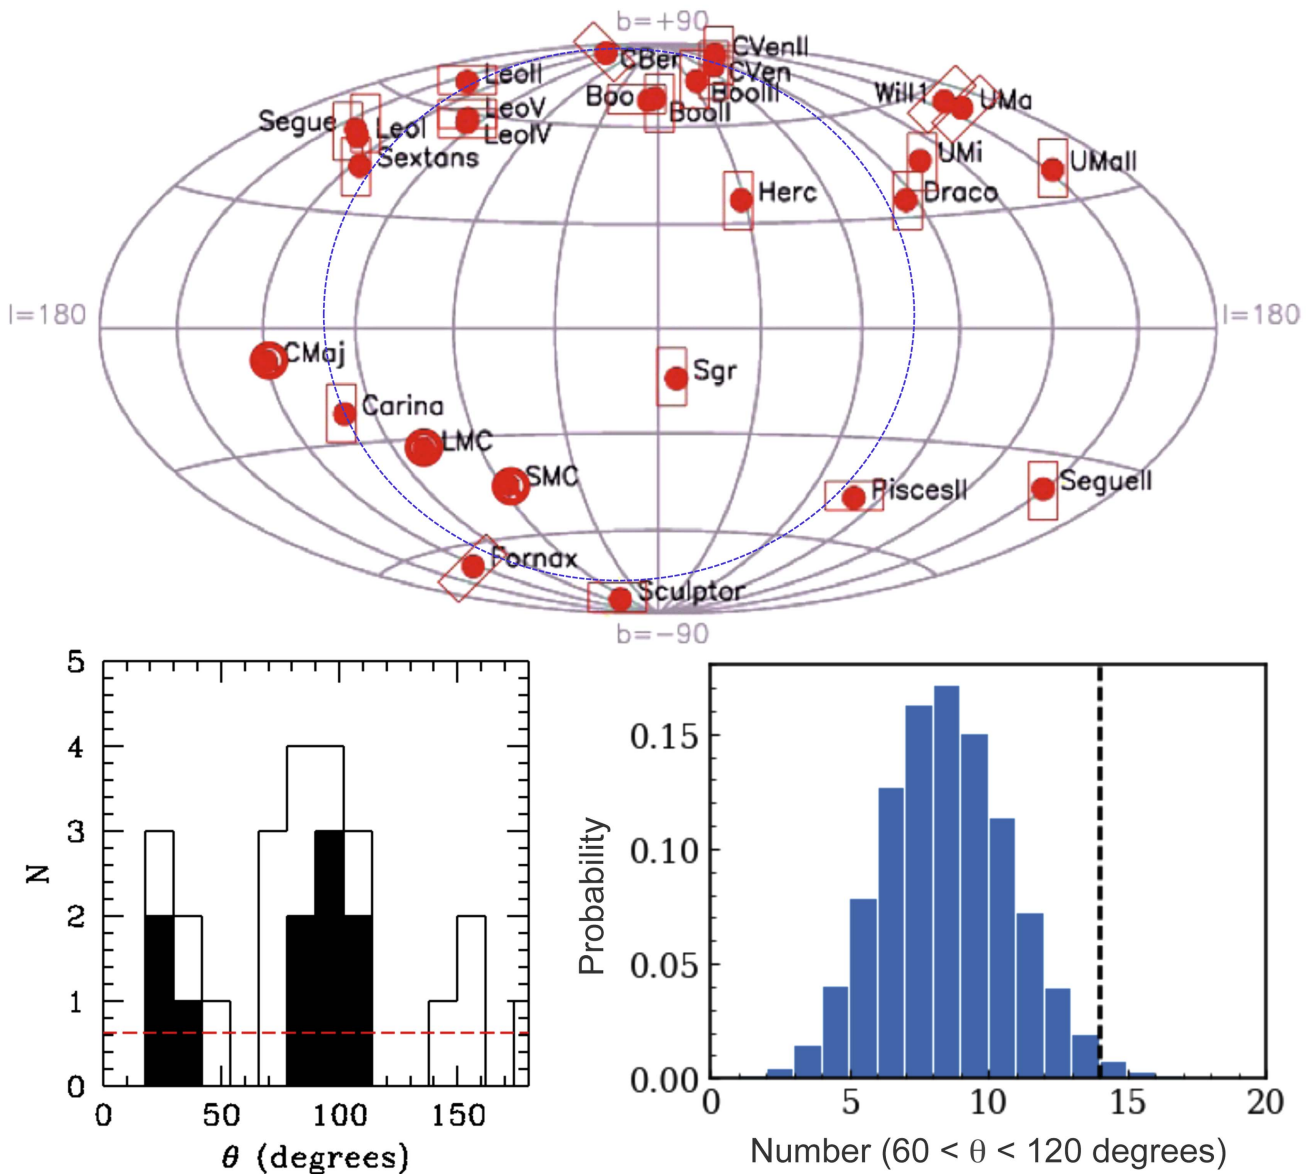 b=+90
CVenII
CBer
CVen
LeoII
BooIII
Boo
BooII
Will1
UMa
LeoV
LeoIV
Segue
LeoI
Sextans
UMi
UMaII
Herc
Draco
l=180
l=180
CMaj
Sgr
Carina
LMC
SMC
PiscesII
SegueII
Fornax
Sculptor
b=-90
5
4
3
2
1
0
N
0 50 100 150
θ (degrees)
0.15
0.10
0.05
0.00
Probability
0 5 10 15 20
Number (60 < θ < 120 degrees)